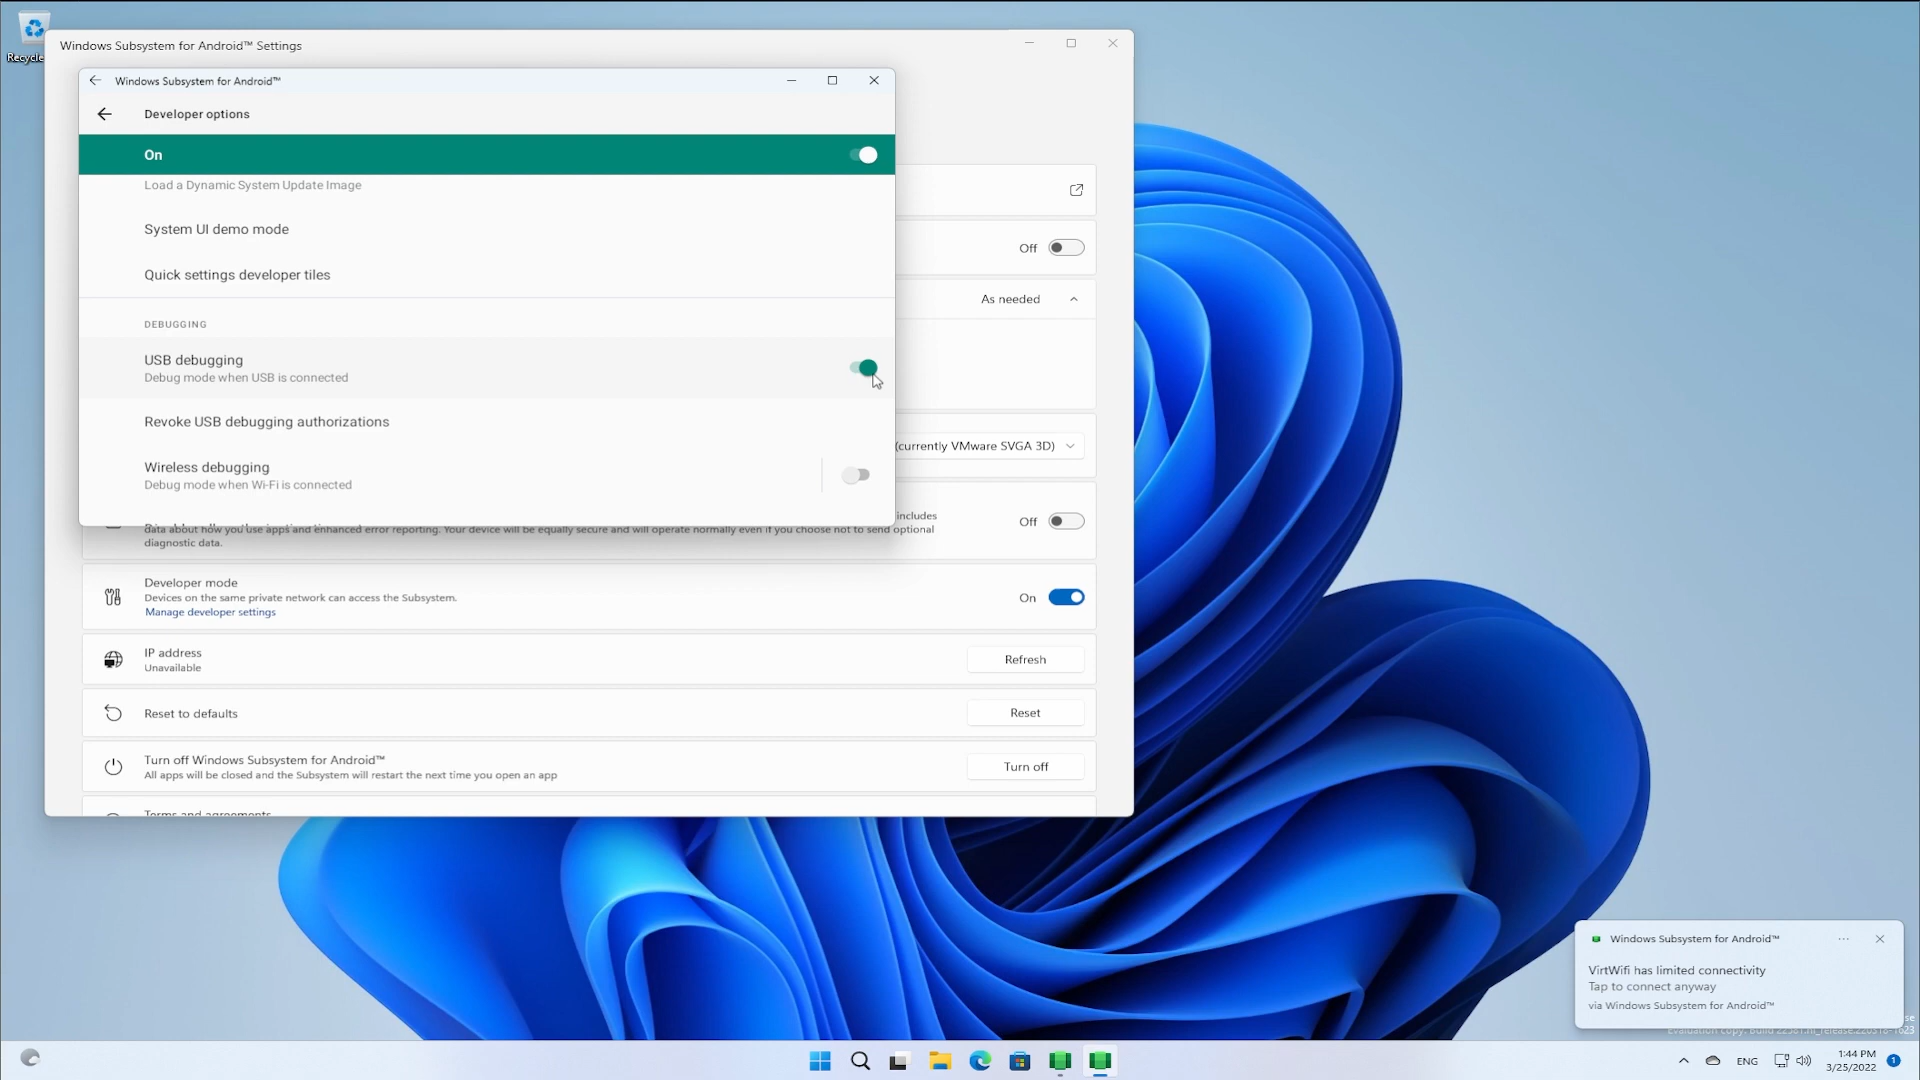 Recycle
Windows Subsystem for Android™ Settings
Windows Subsystem for Android™
Developer options
On
Load a Dynamic System Update Image
System UI demo mode
Quick settings developer tiles
DEBUGGING
USB debugging
Debug mode when USB is connected
Revoke USB debugging authorizations
Wireless debugging
Debug mode when Wi-Fi is connected
Off
As needed
(currently VMware SVGA 3D)
includes
data about how you use apps and enhanced error reporting. Your device will be equally secure and will operate normally even if you choose not to send optional
diagnostic data.
Off
Developer mode
Devices on the same private network can access the Subsystem.
Manage developer settings
On
IP address
Unavailable
Refresh
Reset to defaults
Reset
Turn off Windows Subsystem for Android™
All apps will be closed and the Subsystem will restart the next time you open an app
Turn off
Terms and agreements
Windows Subsystem for Android™
VirtWifi has limited connectivity
Tap to connect anyway
via Windows Subsystem for Android™
Evaluation copy. Build 22581.ni_release.220318-1623
ENG
1:44 PM
3/25/2022
1